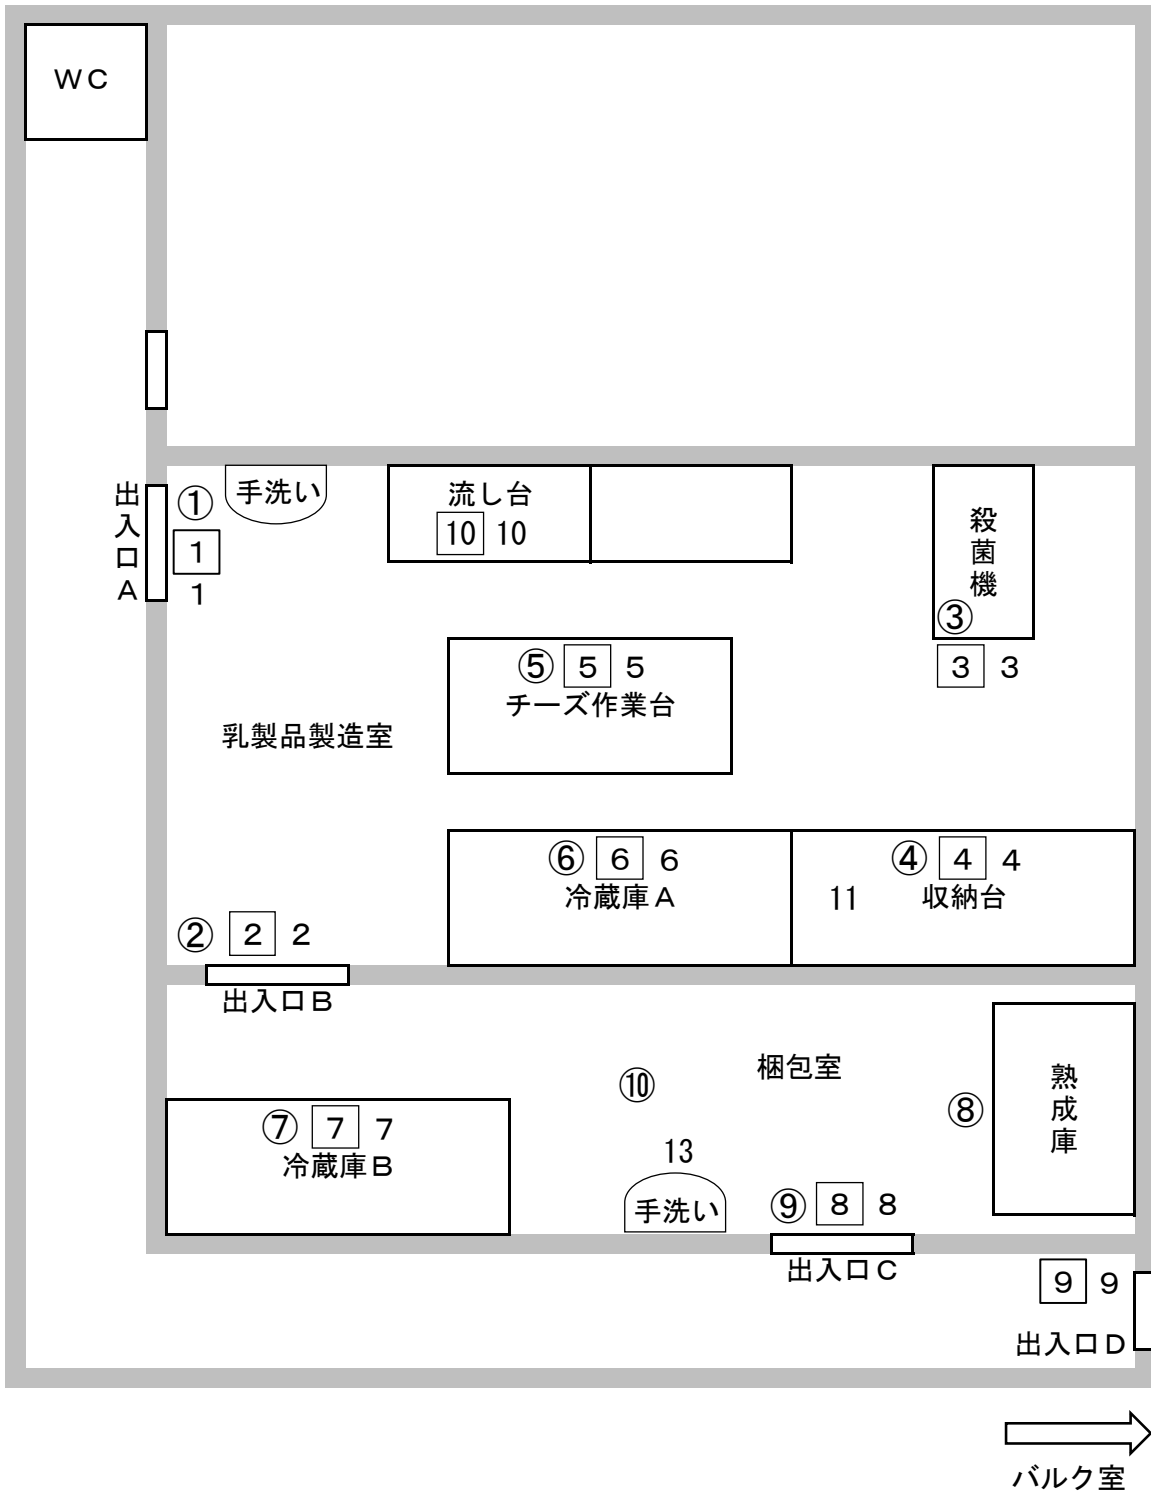 ＷＣ
出入口Ａ
① 手洗い
1
1
流し台
10 10
殺菌機
③
3 3
⑤ 5 5
チーズ作業台
乳製品製造室
⑥ 6 6
冷蔵庫Ａ
④ 4 4
11 収納台
② 2 2
出入口Ｂ
梱包室
⑩
熟成庫
⑧
⑦ 7 7
冷蔵庫Ｂ
13
手洗い
⑨ 8 8
出入口Ｃ
9 9
出入口Ｄ
バルク室